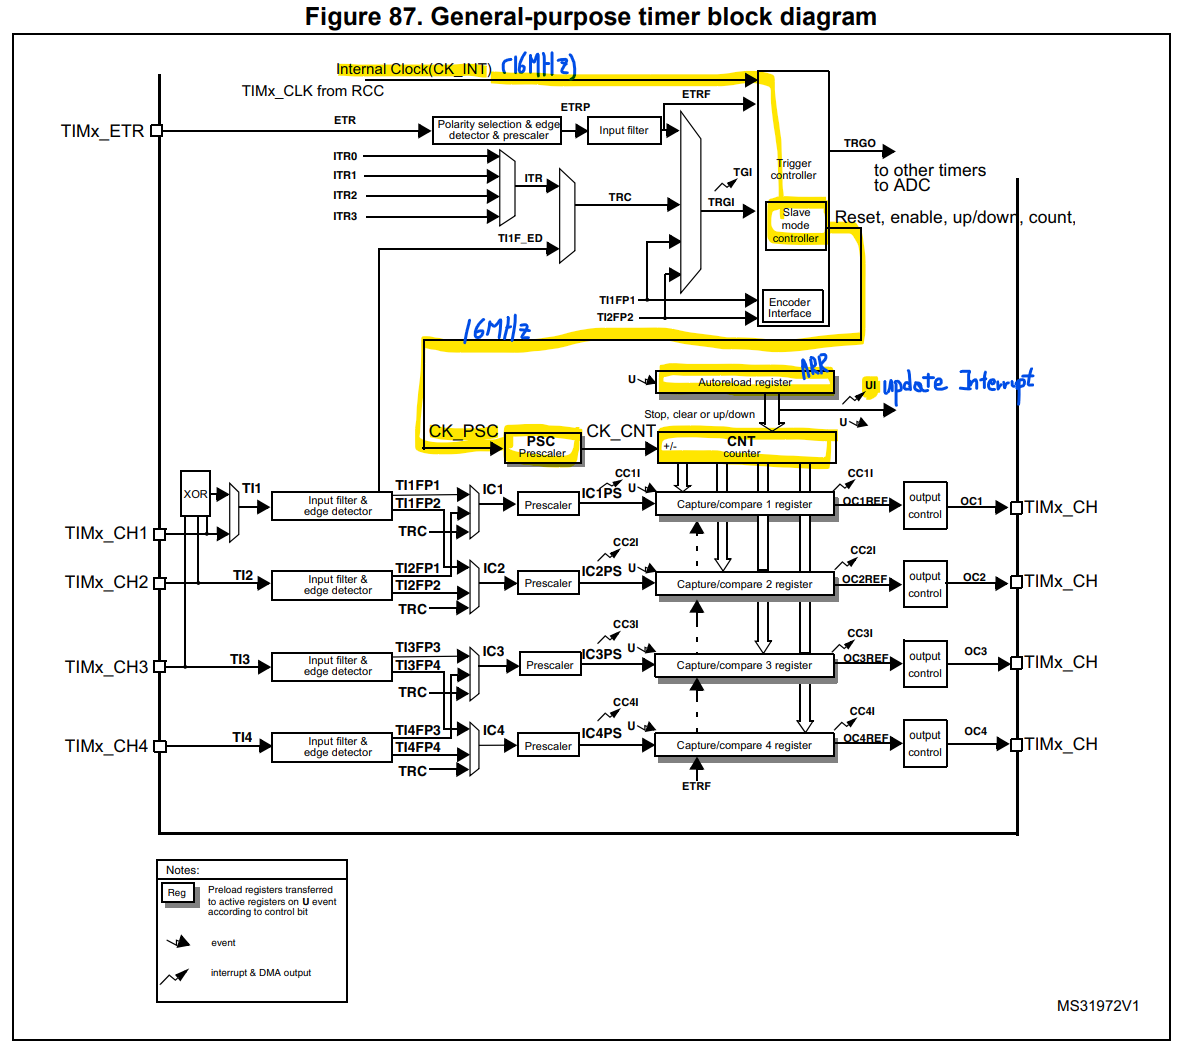 Figure 87. General-purpose timer block diagram
Internal Clock(CK_INT) (16MHz)
TIMx_CLK from RCC
ETRF
ETRP
ETR
TIMx_ETR
Polarity selection & edge
detector & prescaler
Input filter
TRGO
to other timers
to ADC
Trigger
controller
ITR0
ITR1
ITR2
ITR3
ITR
TGI
TRC
TRGI
Slave
mode
controller
Reset, enable, up/down, count,
TI1F_ED
TI1FP1
TI2FP2
Encoder
Interface
16MHz
ARR
U
Autoreload register
UI update Interrupt
Stop, clear or up/down
U
CK_PSC
PSC
Prescaler
CK_CNT
+/-
CNT
counter
XOR
TI1
Input filter &
edge detector
TI1FP1
TI1FP2
TRC
IC1
Prescaler
IC1PS
CC1I
U
Capture/compare 1 register
CC1I
OC1REF
output
control
OC1
TIMx_CH
TIMx_CH1
TIMx_CH2
TI2
Input filter &
edge detector
TI2FP1
TI2FP2
TRC
IC2
Prescaler
IC2PS
CC2I
U
Capture/compare 2 register
CC2I
OC2REF
output
control
OC2
TIMx_CH
TIMx_CH3
TI3
Input filter &
edge detector
TI3FP3
TI3FP4
TRC
IC3
Prescaler
IC3PS
CC3I
U
Capture/compare 3 register
CC3I
OC3REF
output
control
OC3
TIMx_CH
TIMx_CH4
TI4
Input filter &
edge detector
TI4FP3
TI4FP4
TRC
IC4
Prescaler
IC4PS
CC4I
U
Capture/compare 4 register
CC4I
OC4REF
output
control
OC4
TIMx_CH
ETRF
Notes:
Reg
Preload registers transferred
to active registers on U event
according to control bit
event
interrupt & DMA output
MS31972V1